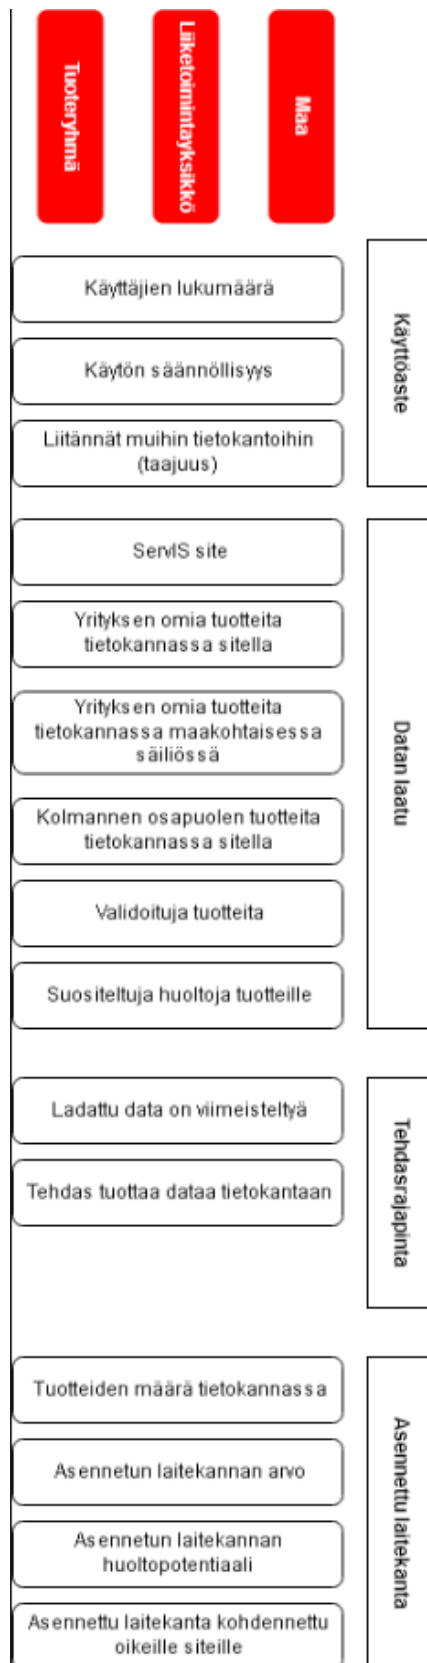 Tuoteryhmä
Liiketoimintayksikkö
Maa
Käyttöaste
Käyttäjien lukumäärä
Käytön säännöllisyys
Liitännät muihin tietokantoihin
(taajuus)
Datan laatu
ServIS site
Yrityksen omia tuotteita
tietokannassa sitella
Yrityksen omia tuotteita
tietokannassa maakohtaisessa
säiliössä
Kolmannen osapuolen tuotteita
tietokannassa sitella
Validoituja tuotteita
Suositeltuja huoltoja tuotteille
Tehdasrajapinta
Ladattu data on viimeisteltyä
Tehdas tuottaa dataa tietokantaan
Asennettu laitekanta
Tuotteiden määrä tietokannassa
Asennetun laitekannan arvo
Asennetun laitekannan
huoltopotentiaali
Asennettu laitekanta kohdennettu
oikeille siteille